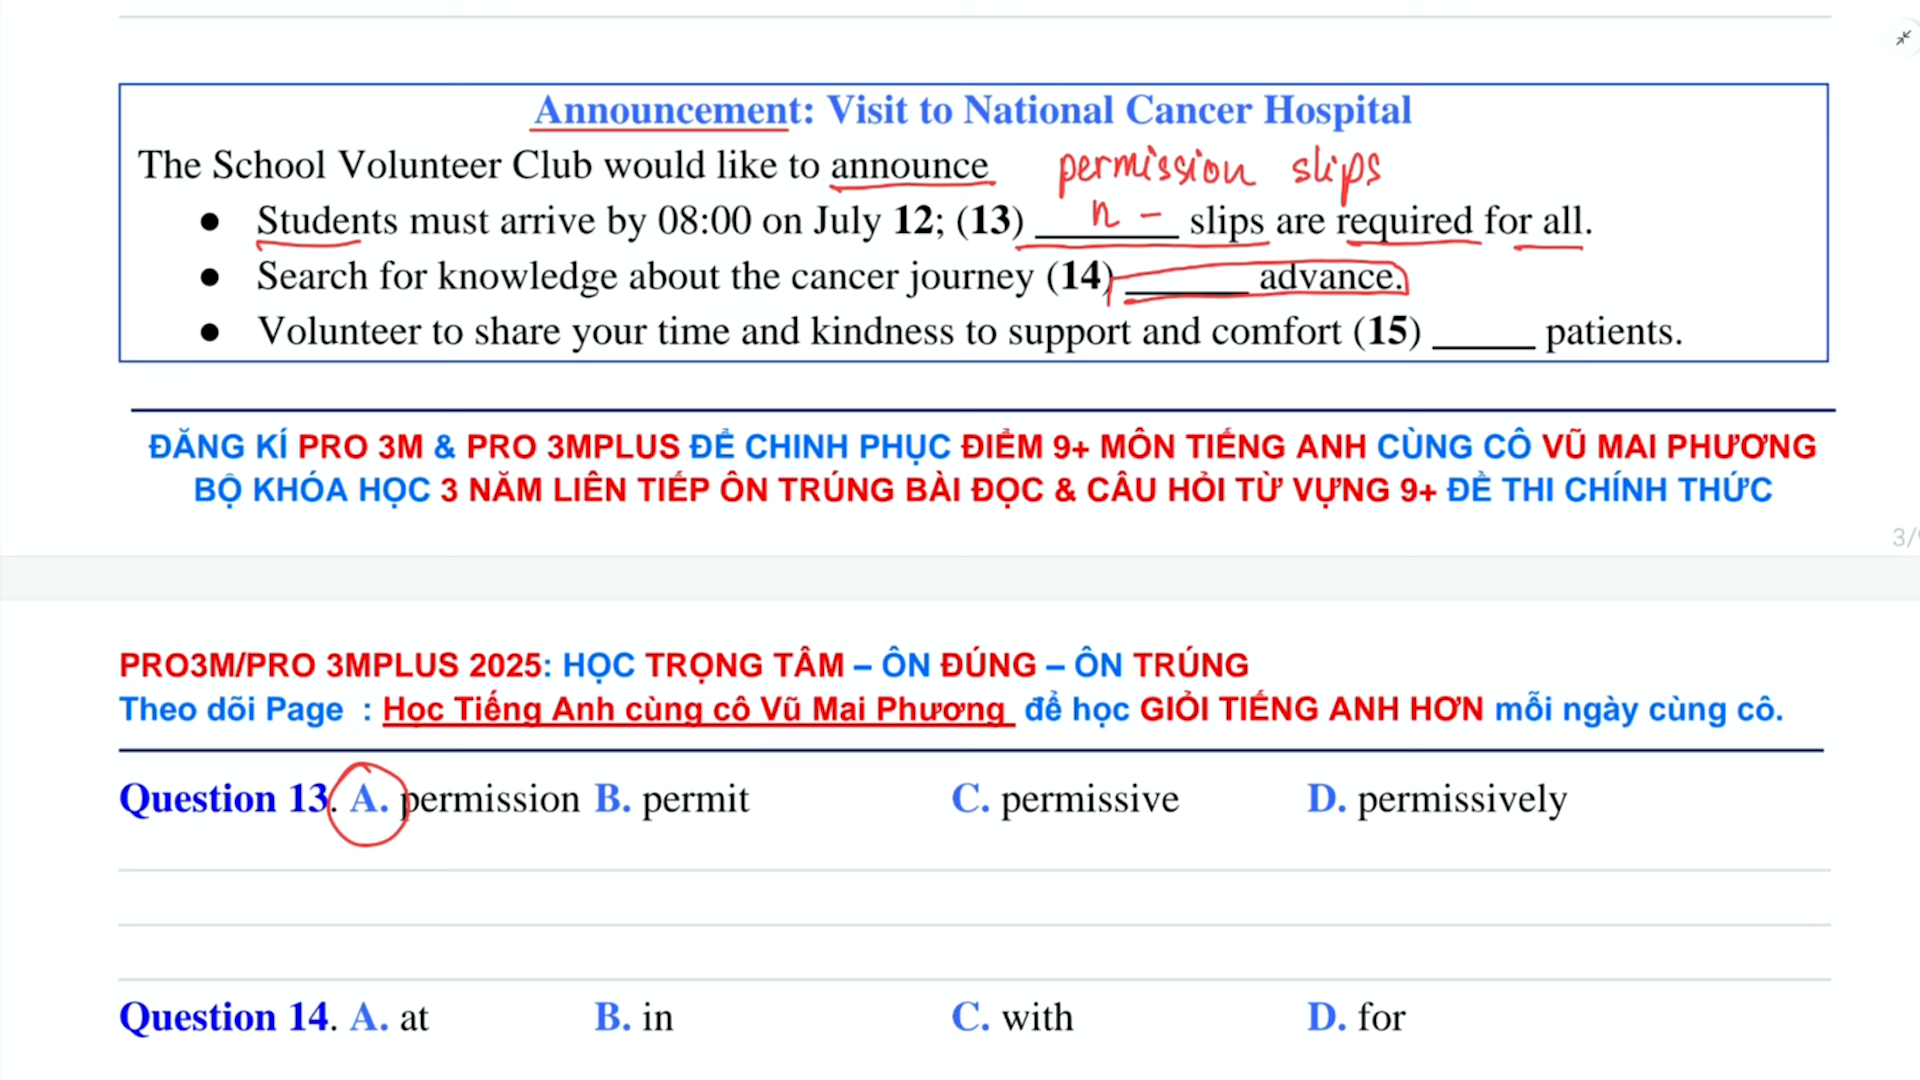 Announcement: Visit to National Cancer Hospital
The School Volunteer Club would like to announce
permission slips
● Students must arrive by 08:00 on July 12; (13) _______ slips are required for all.
n -
● Search for knowledge about the cancer journey (14) ______ advance.
● Volunteer to share your time and kindness to support and comfort (15) _____ patients.
ĐĂNG KÍ PRO 3M & PRO 3MPLUS ĐỂ CHINH PHỤC ĐIỂM 9+ MÔN TIẾNG ANH CÙNG CÔ VŨ MAI PHƯƠNG
BỘ KHÓA HỌC 3 NĂM LIÊN TIẾP ÔN TRÚNG BÀI ĐỌC & CÂU HỎI TỪ VỰNG 9+ ĐỀ THI CHÍNH THỨC
PRO3M/PRO 3MPLUS 2025: HỌC TRỌNG TÂM – ÔN ĐÚNG – ÔN TRÚNG
Theo dõi Page : Học Tiếng Anh cùng cô Vũ Mai Phương để học GIỎI TIẾNG ANH HƠN mỗi ngày cùng cô.
Question 13. A. permission B. permit C. permissive D. permissively
Question 14. A. at B. in C. with D. for